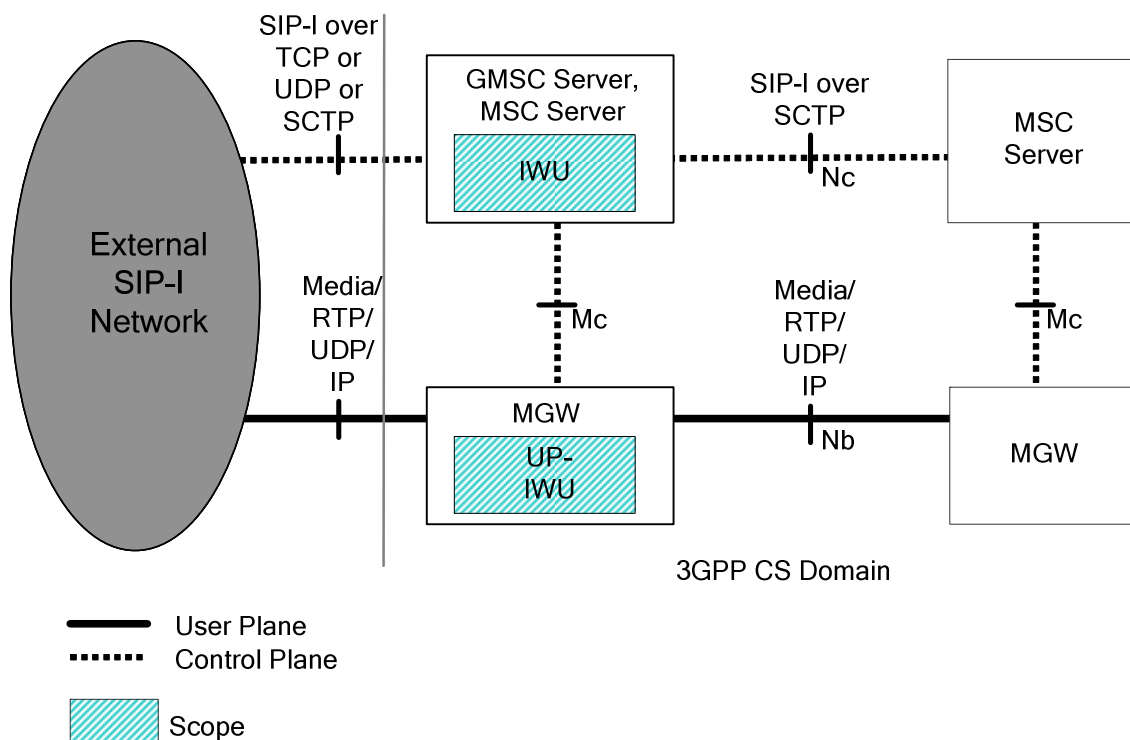 SIP-I over
TCP or
UDP or
SCTP
GMSC Server,
MSC Server
IWU
SIP-I over
SCTP
Nc
MSC
Server
External
SIP-I
Network
Media/
RTP/
UDP/
IP
Mc
Media/
RTP/
UDP/
IP
Nb
Mc
MGW
UP-
IWU
MGW
3GPP CS Domain
User Plane
Control Plane
Scope